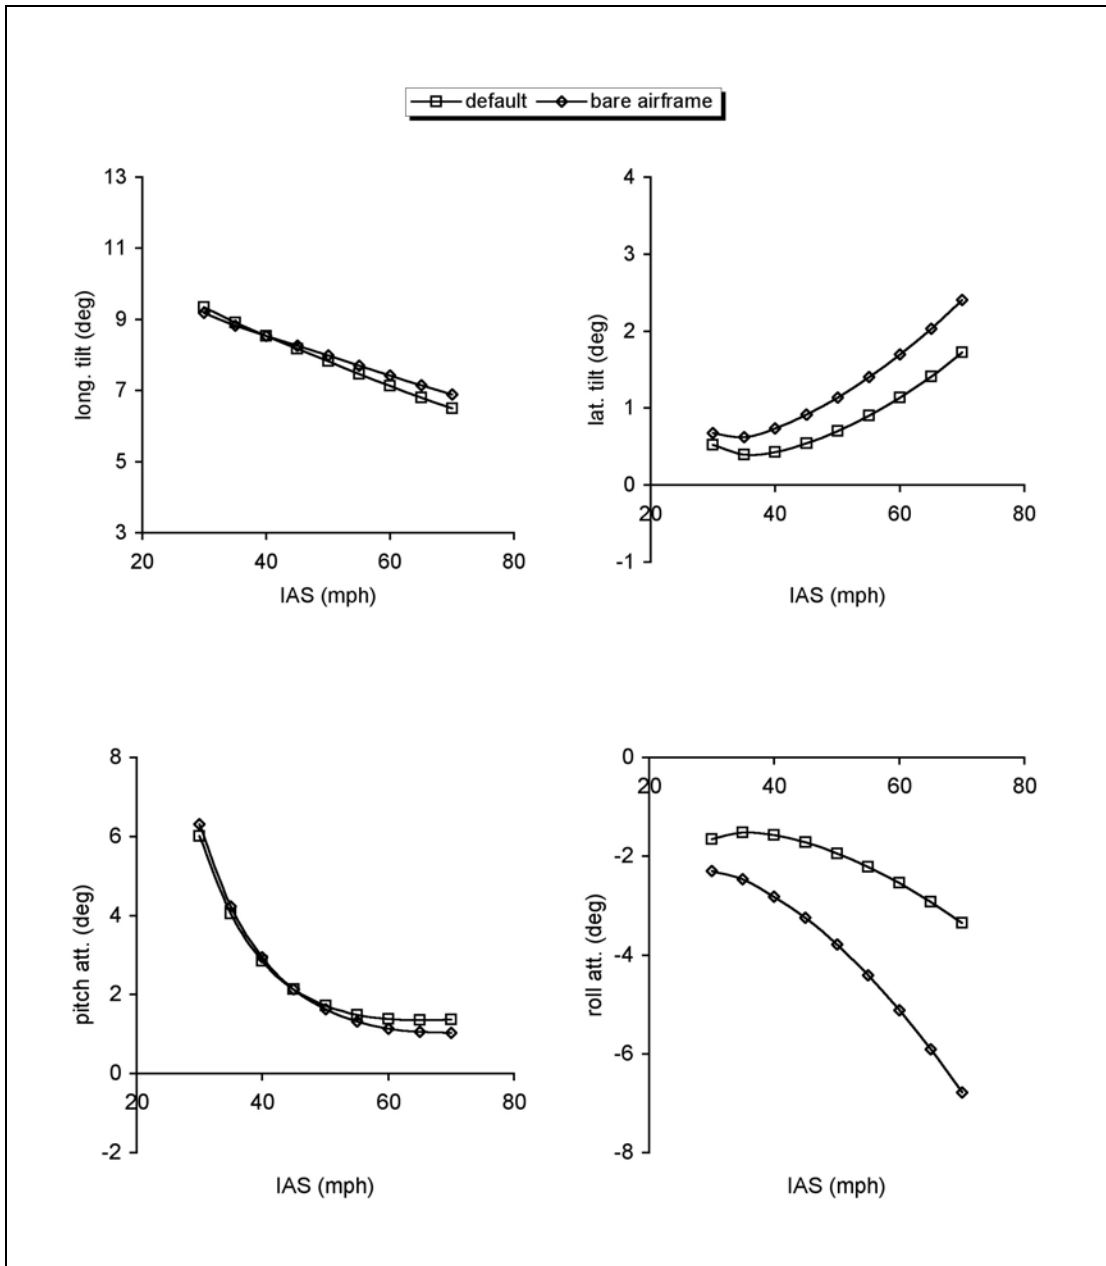 default bare airframe
13
11
9
7
5
3
20 40 60 80
long. tilt (deg)
IAS (mph)
4
3
2
1
0
-1
20 40 60 80
lat. tilt (deg)
IAS (mph)
8
6
4
2
0
-2
20 40 60 80
pitch att. (deg)
IAS (mph)
0
-2
-4
-6
-8
20 40 60 80
roll att. (deg)
IAS (mph)